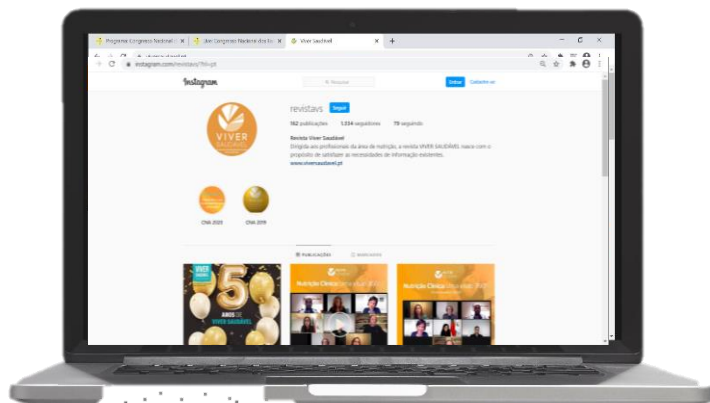 Programa Congresso Nacional
Viver Saudável
instagram.com/revistavs/?hl=pt
Instagram
Pesquisar
Entrar
Cadastre-se
revistavs
Seguir
162 publicações
1.034 seguidores
79 seguindo
Revista Viver Saudável
Dirigida aos profissionais da área de nutrição, a revista VIVER SAUDÁVEL nasce com o
propósito de satisfazer as necessidades de informação existentes.
www.viversaudavel.pt
VIVER
SAUDÁVEL
CNA 2020
CNA 2019
PUBLICAÇÕES
VIVER
SAUDÁVEL
5
ANOS DE
VIVER SAUDÁVEL
Nutrição Clínica
Nutrição Clínica